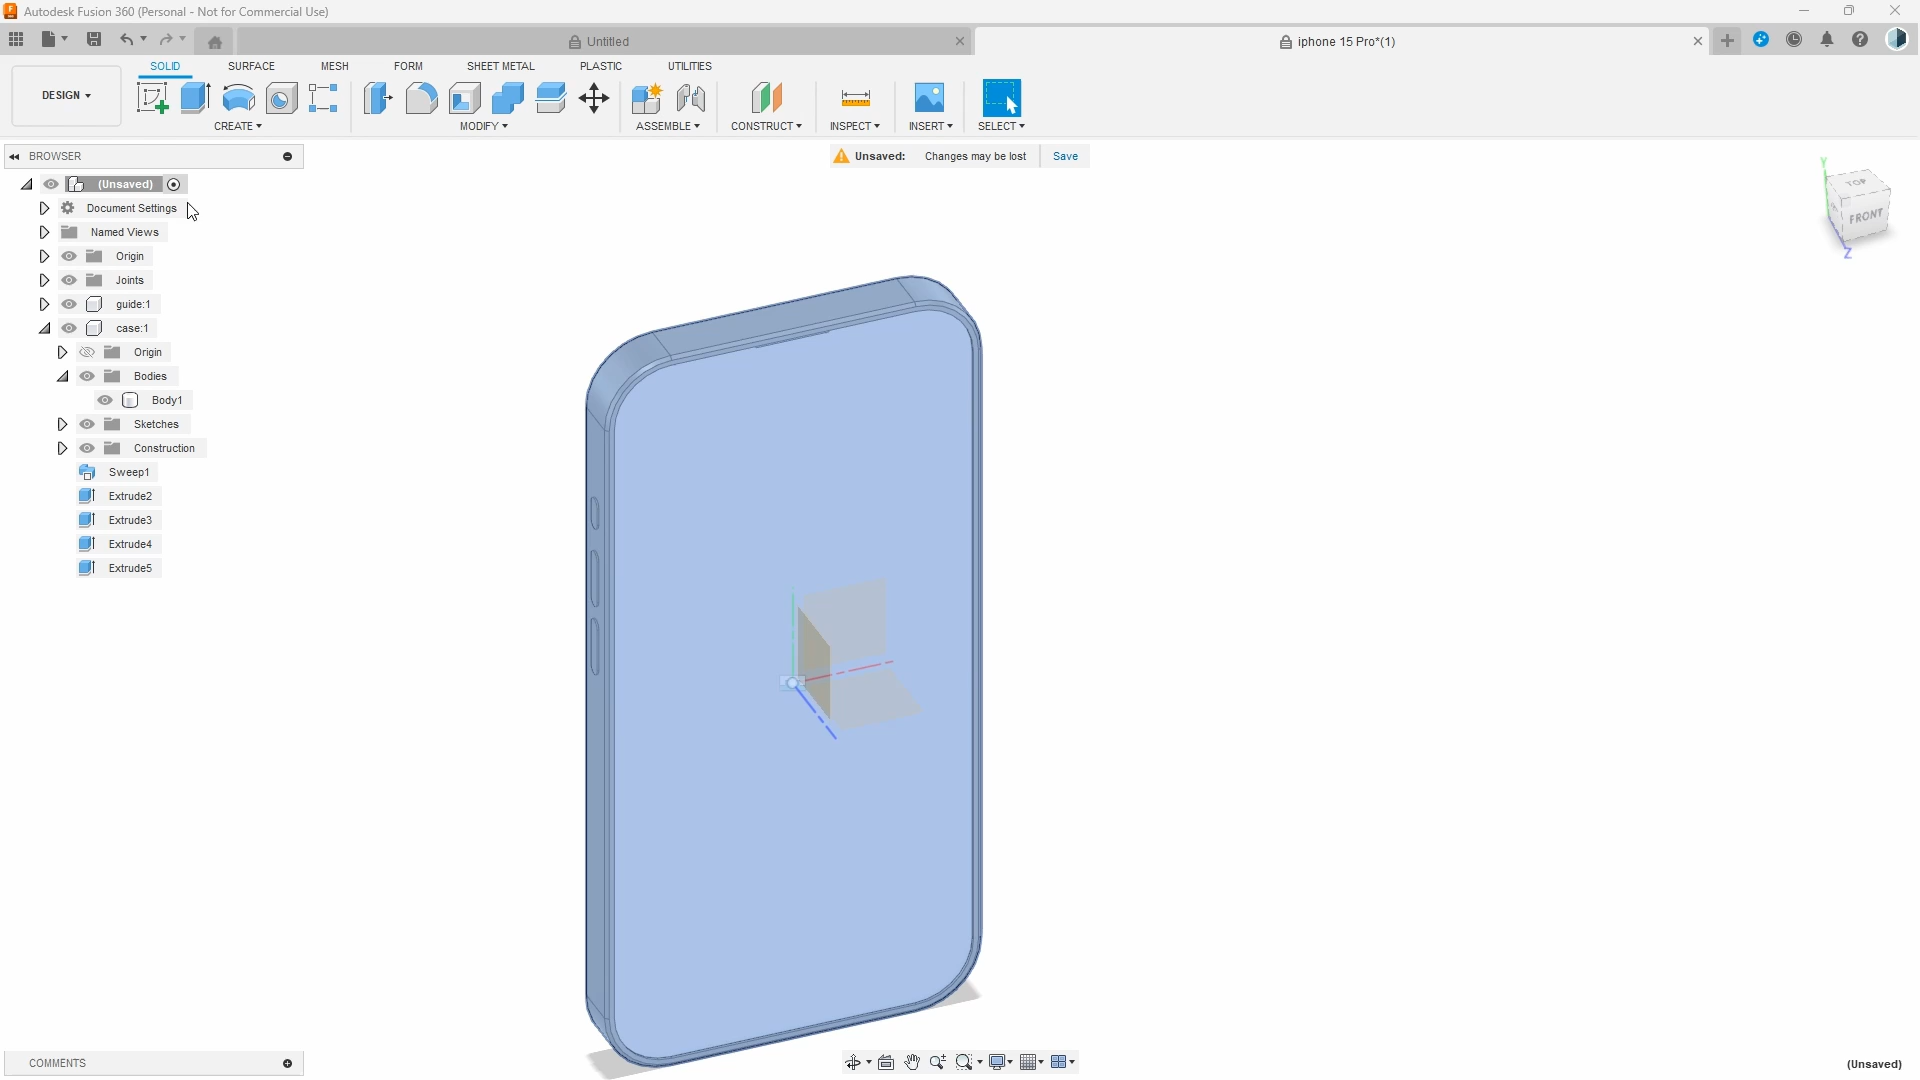 Autodesk Fusion 360 (Personal - Not for Commercial Use)
Untitled
iphone 15 Pro*(1)
SOLID
SURFACE
MESH
FORM
SHEET METAL
PLASTIC
UTILITIES
DESIGN
CREATE
MODIFY
ASSEMBLE
CONSTRUCT
INSPECT
INSERT
SELECT
BROWSER
Unsaved: Changes may be lost Save
(Unsaved)
Document Settings
Named Views
Origin
Joints
guide:1
case:1
Origin
Bodies
Body1
Sketches
Construction
Sweep1
Extrude2
Extrude3
Extrude4
Extrude5
Y
TOP
FRONT
Z
COMMENTS
(Unsaved)